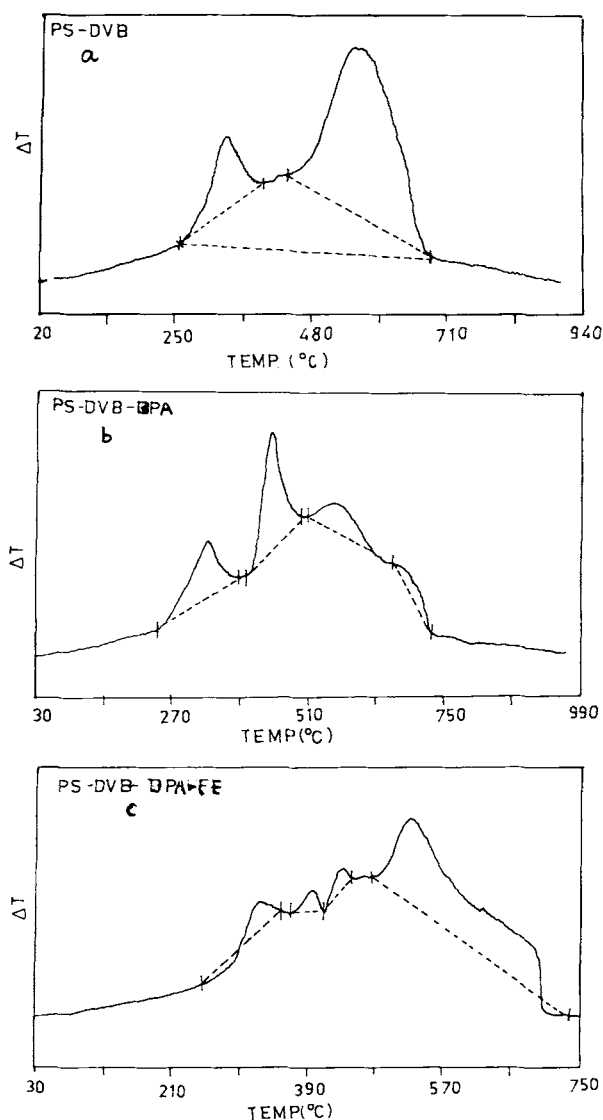 PS-DVB
a
ΔT
20 250 480 710 940
TEMP. (°C)
PS-DVB-DPA
b
ΔT
30 270 510 750 990
TEMP(°C)
PS-DVB-
c
ΔT
30 210 390 570 750
TEMP(°C)